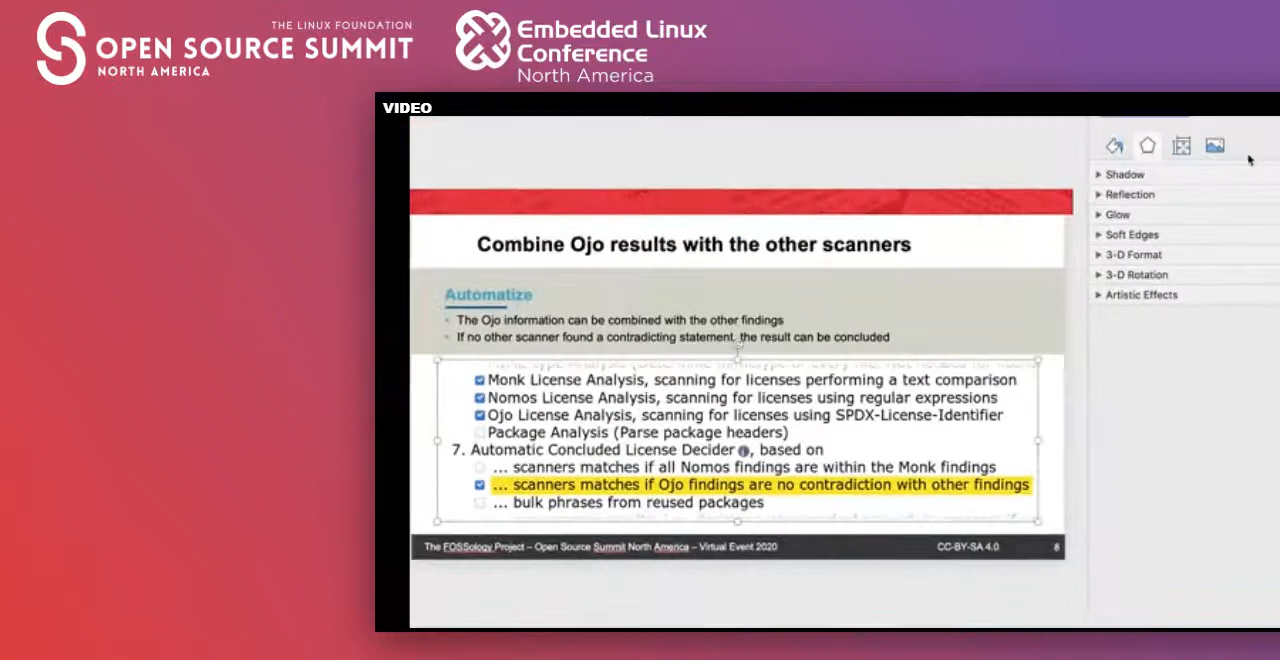 THE LINUX FOUNDATION
OPEN SOURCE SUMMIT
NORTH AMERICA
Embedded Linux
Conference
North America
VIDEO
Shadow
Reflection
Glow
Soft Edges
3-D Format
3-D Rotation
Artistic Effects
Combine Ojo results with the other scanners
Automatize
The Ojo information can be combined with the other findings
If no other scanner found a contradicting statement, the result can be concluded
Monk License Analysis, scanning for licenses performing a text comparison
Nomos License Analysis, scanning for licenses using regular expressions
Ojo License Analysis, scanning for licenses using SPDX-License-Identifier
Package Analysis (Parse package headers)
7. Automatic Concluded License Decider i, based on
... scanners matches if all Nomos findings are within the Monk findings
... scanners matches if Ojo findings are no contradiction with other findings
... bulk phrases from reused packages
The FOSSology Project – Open Source Summit North America – Virtual Event 2020
CC-BY-SA 4.0
8